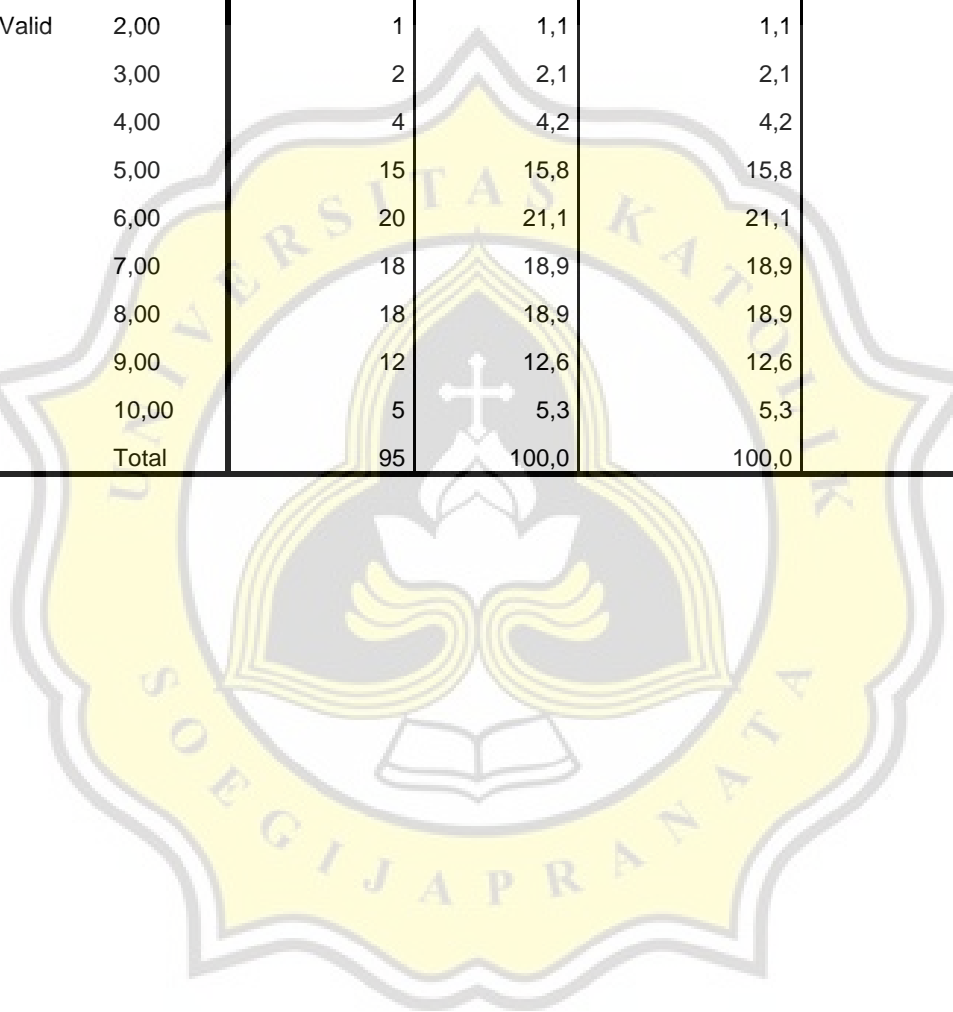 Valid 2,00 1 1,1 1,1
3,00 2 2,1 2,1
4,00 4 4,2 4,2
5,00 15 15,8 15,8
6,00 20 21,1 21,1
7,00 18 18,9 18,9
8,00 18 18,9 18,9
9,00 12 12,6 12,6
10,00 5 5,3 5,3
Total 95 100,0 100,0
UNIVERSITAS KATOLIK
SOEGIJAPRANATA